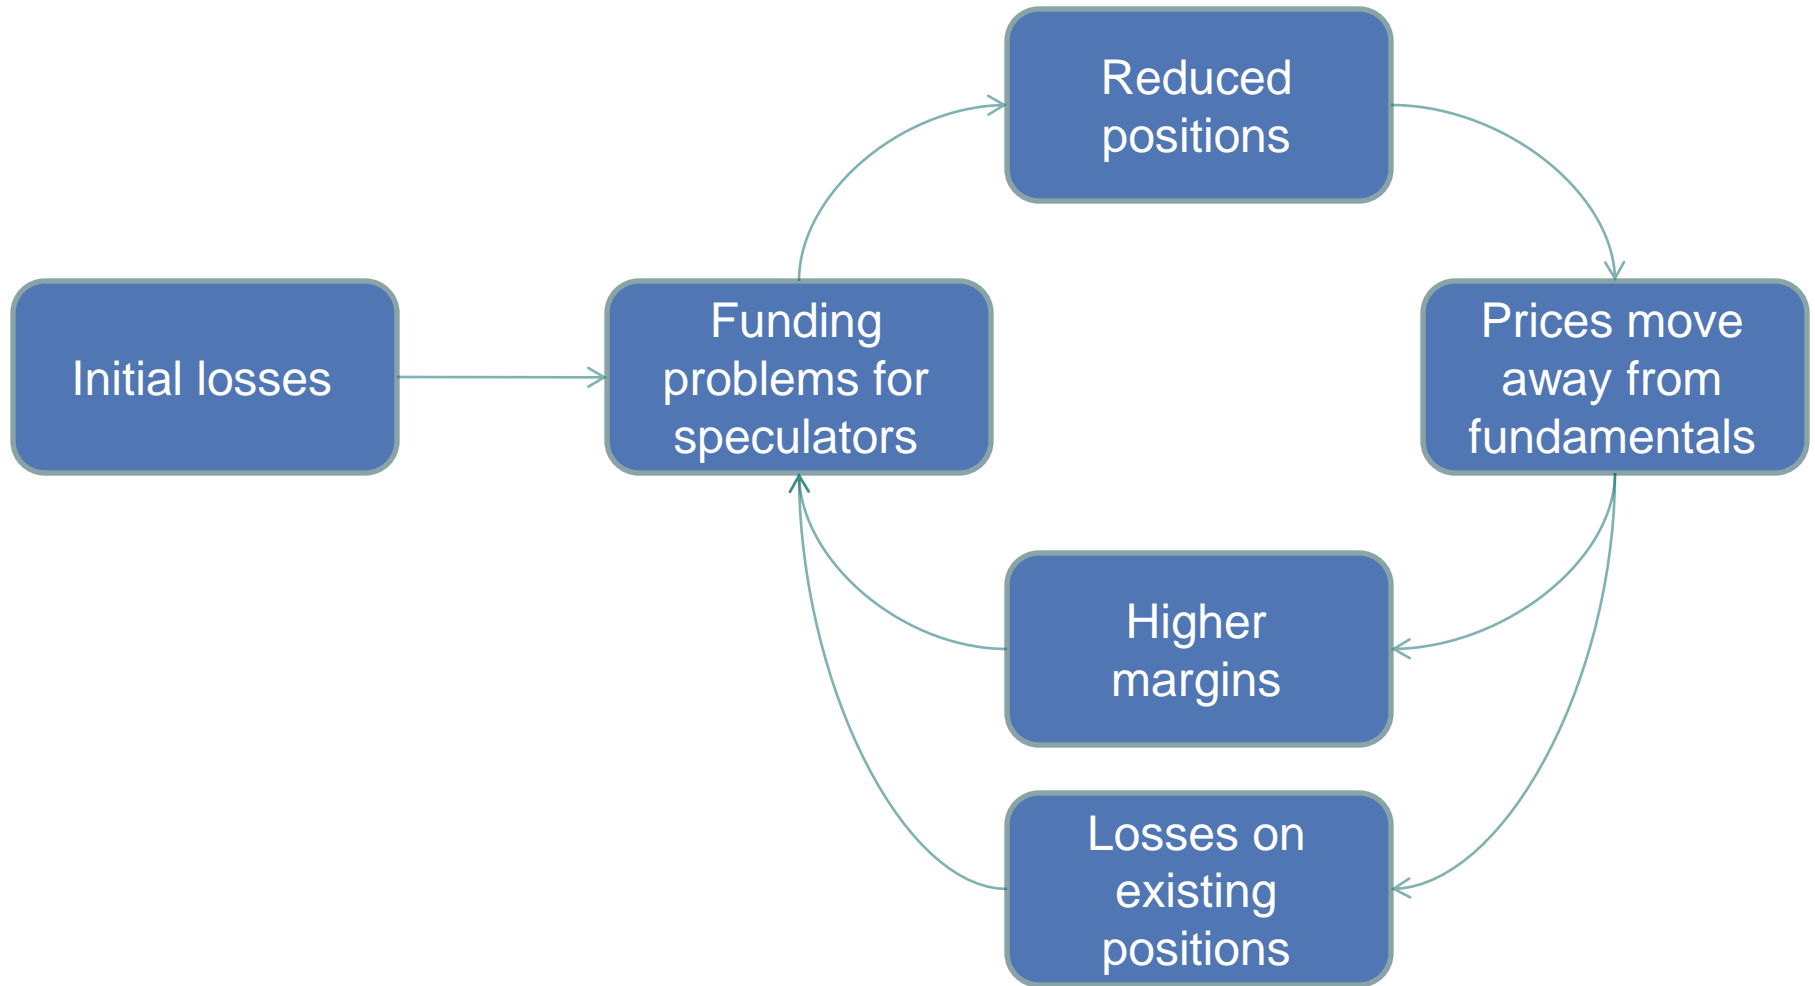 Reduced
positions
Initial losses
Funding
problems for
speculators
Prices move
away from
fundamentals
Higher
margins
Losses on
existing
positions